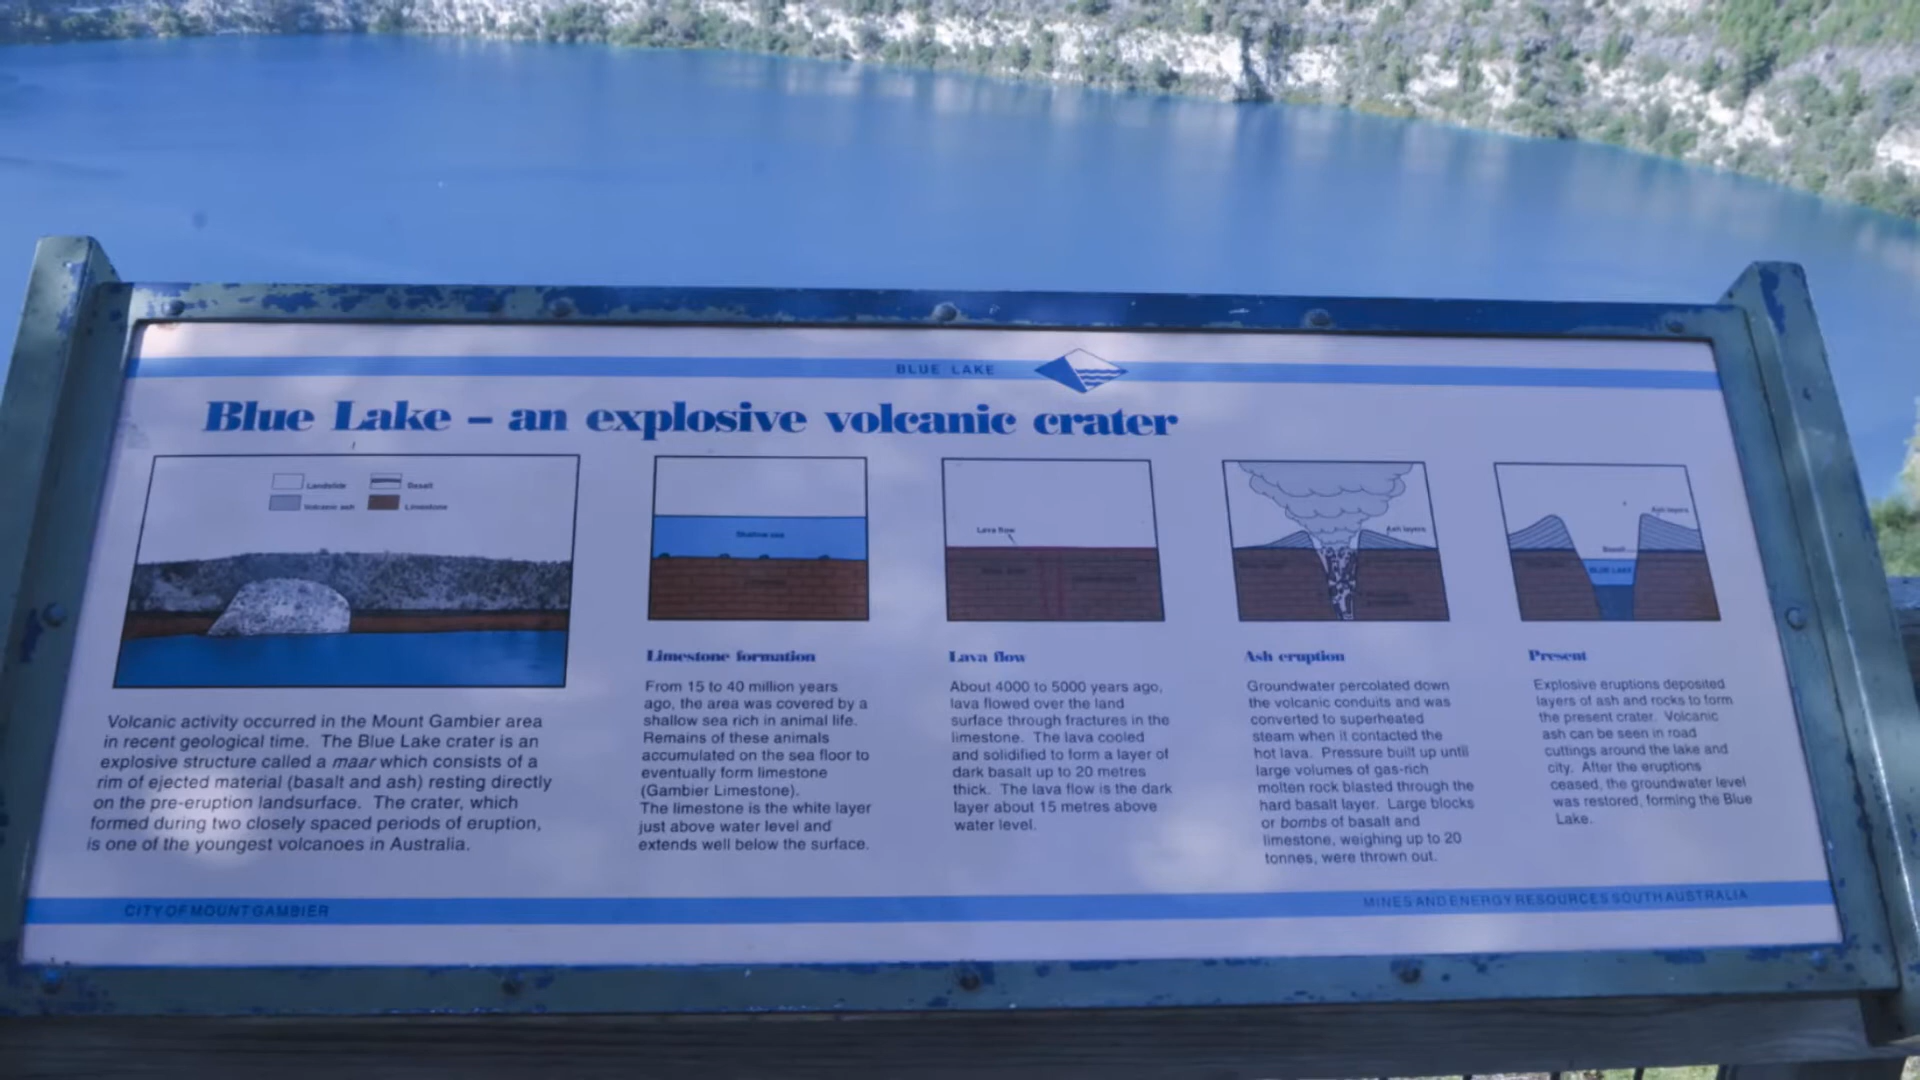 BLUE LAKE
Blue Lake – an explosive volcanic crater
Landslide
Basalt
Volcanic ash
Limestone
Volcanic activity occurred in the Mount Gambier area
in recent geological time. The Blue Lake crater is an
explosive structure called a maar which consists of a
rim of ejected material (basalt and ash) resting directly
on the pre-eruption landsurface. The crater, which
formed during two closely spaced periods of eruption,
is one of the youngest volcanoes in Australia.
Shallow sea
Limestone formation
From 15 to 40 million years
ago, the area was covered by a
shallow sea rich in animal life.
Remains of these animals
accumulated on the sea floor to
eventually form limestone
(Gambier Limestone).
The limestone is the white layer
just above water level and
extends well below the surface.
Lava flow
Lava flow
About 4000 to 5000 years ago,
lava flowed over the land
surface through fractures in the
limestone. The lava cooled
and solidified to form a layer of
dark basalt up to 20 metres
thick. The lava flow is the dark
layer about 15 metres above
water level.
Ash layers
Ash eruption
Groundwater percolated down
the volcanic conduits and was
converted to superheated
steam when it contacted the
hot lava. Pressure built up until
large volumes of gas-rich
molten rock blasted through the
hard basalt layer. Large blocks
or bombs of basalt and
limestone, weighing up to 20
tonnes, were thrown out.
Ash layers
Basalt
BLUE LAKE
Present
Explosive eruptions deposited
layers of ash and rocks to form
the present crater. Volcanic
ash can be seen in road
cuttings around the lake and
city. After the eruptions
ceased, the groundwater level
was restored, forming the Blue
Lake.
CITY OF MOUNT GAMBIER
MINES AND ENERGY RESOURCES SOUTH AUSTRALIA